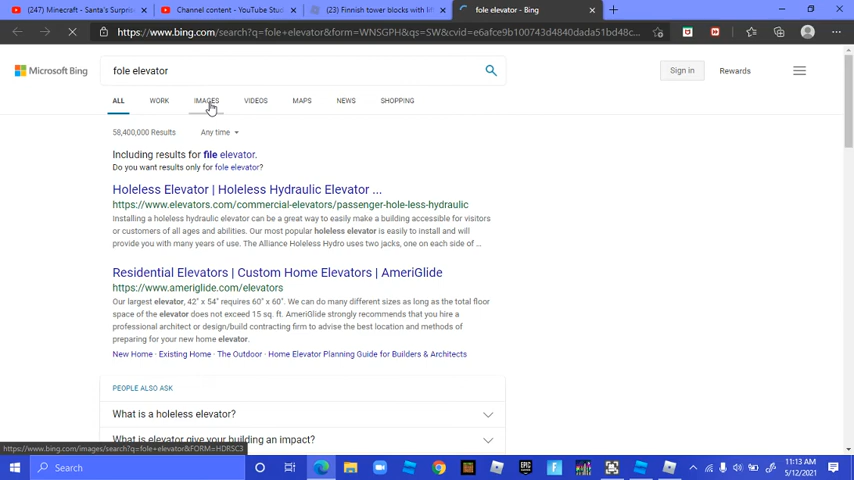 (247) Minecraft - Santa's Surpris
Channel content - YouTube Studi
(23) Finnish tower blocks with lif
fole elevator - Bing
https://www.bing.com/search?q=fole+elevator&form=WNSGPH&qs=SW&cvid=e6afce9b100743d4840dada51bd48c...
Microsoft Bing
fole elevator
Sign in
Rewards
ALL
WORK
IMAGES
VIDEOS
MAPS
NEWS
SHOPPING
58,400,000 Results
Any time
Including results for file elevator.
Do you want results only for fole elevator?
Holeless Elevator | Holeless Hydraulic Elevator ...
https://www.elevators.com/commercial-elevators/passenger-hole-less-hydraulic
Installing a holeless hydraulic elevator can be a great way to easily make a building accessible for visitors
or customers of all ages and abilities. Our most popular holeless elevator is easily to install and will
provide you with many years of use. The Alliance Holeless Hydro uses two jacks, one on each side of ...
Residential Elevators | Custom Home Elevators | AmeriGlide
https://www.ameriglide.com/elevators
Our largest elevator, 42" x 54" requires 60" x 60". We can do many different sizes as long as the total floor
space of the elevator does not exceed 15 sq. ft. AmeriGlide strongly recommends that you hire a
professional architect or design/build contracting firm to advise the best location and methods of
preparing for your new home elevator.
New Home · Existing Home · The Outdoor · Home Elevator Planning Guide for Builders & Architects
PEOPLE ALSO ASK
What is a holeless elevator?
What is elevator give your building an impact?
https://www.bing.com/images/search?q=fole+elevator&FORM=HDRSC3
Search
EPIC
11:13 AM
5/12/2021